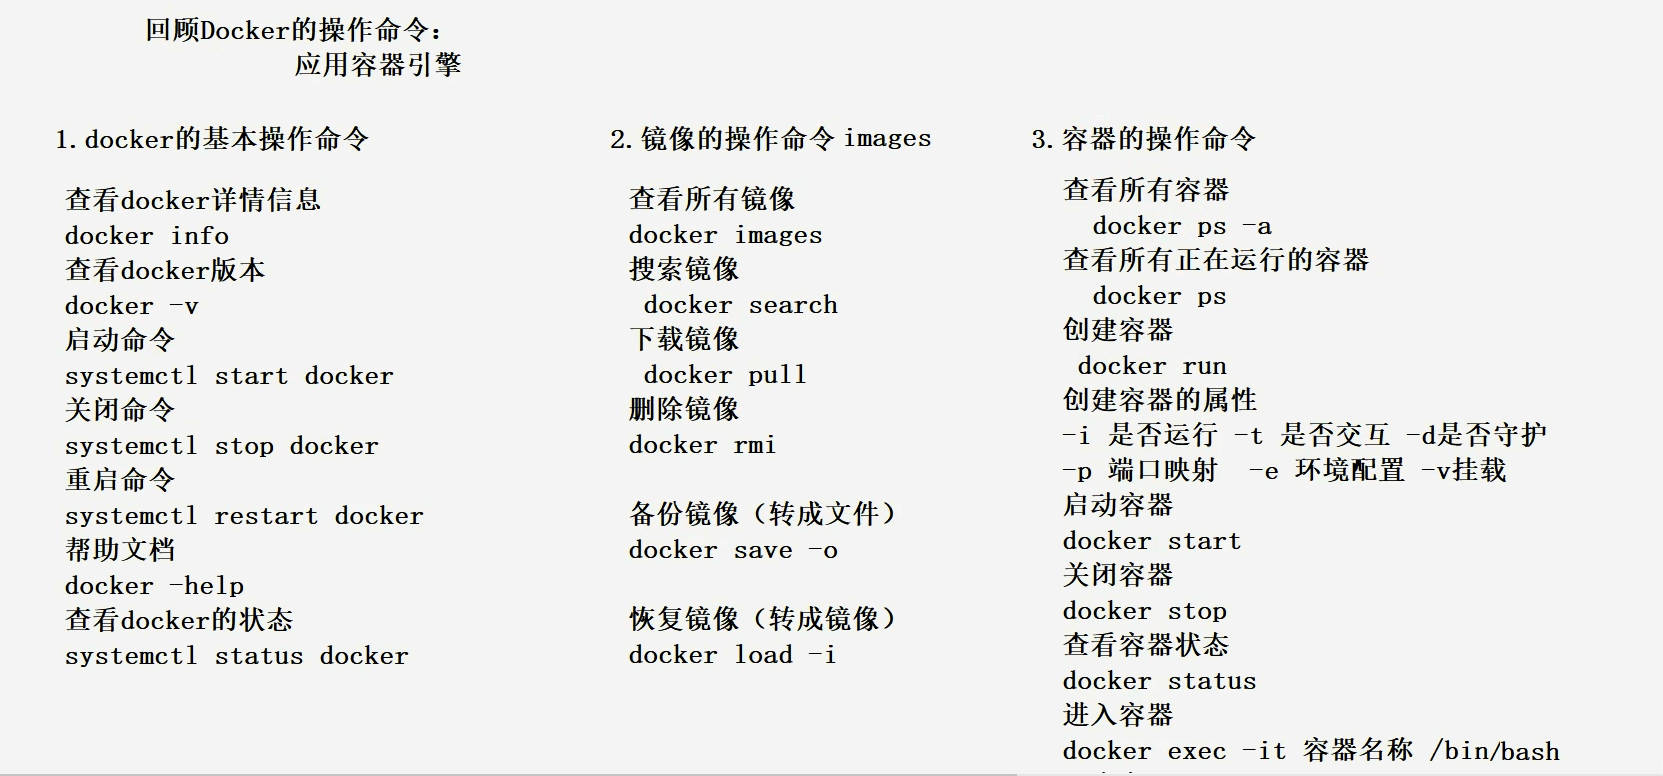 回顾Docker的操作命令：
应用容器引擎
1.docker的基本操作命令
查看docker详情信息
docker info
查看docker版本
docker -v
启动命令
systemctl start docker
关闭命令
systemctl stop docker
重启命令
systemctl restart docker
帮助文档
docker -help
查看docker的状态
systemctl status docker
2.镜像的操作命令 images
查看所有镜像
docker images
搜索镜像
docker search
下载镜像
docker pull
删除镜像
docker rmi
备份镜像（转成文件）
docker save -o
恢复镜像（转成镜像）
docker load -i
3.容器的操作命令
查看所有容器
docker ps -a
查看所有正在运行的容器
docker ps
创建容器
docker run
创建容器的属性
-i 是否运行 -t 是否交互 -d是否守护
-p 端口映射 -e 环境配置 -v挂载
启动容器
docker start
关闭容器
docker stop
查看容器状态
docker status
进入容器
docker exec -it 容器名称 /bin/bash